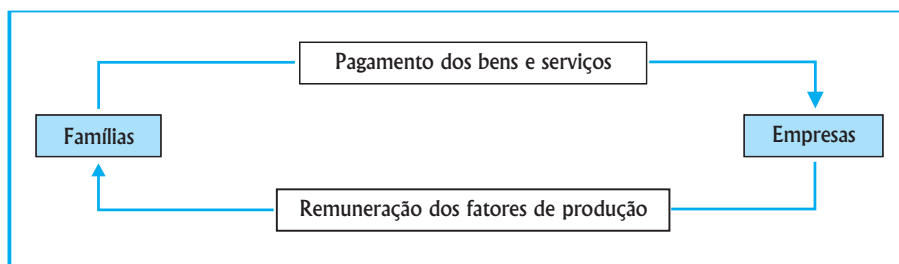 Pagamento dos bens e serviços
Famílias
Empresas
Remuneração dos fatores de produção